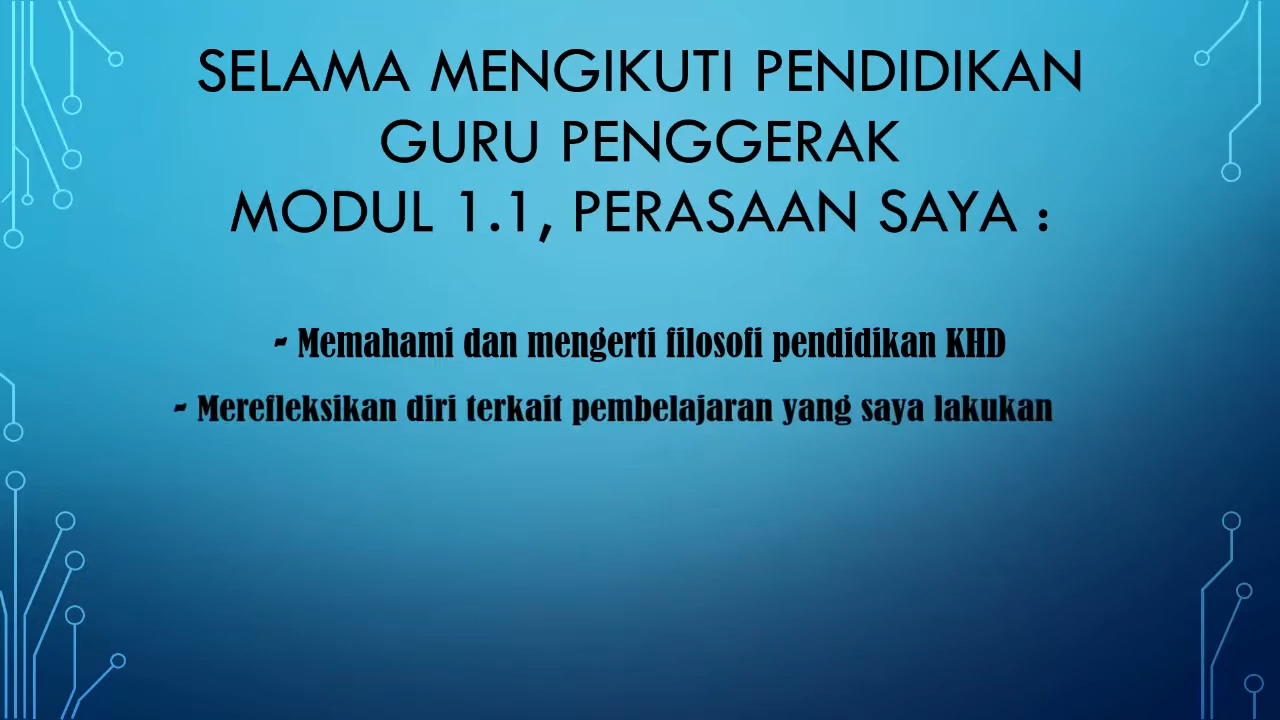 SELAMA MENGIKUTI PENDIDIKAN
GURU PENGGERAK
MODUL 1.1, PERASAAN SAYA :
- Memahami dan mengerti filosofi pendidikan KHD
- Merefleksikan diri terkait pembelajaran yang saya lakukan